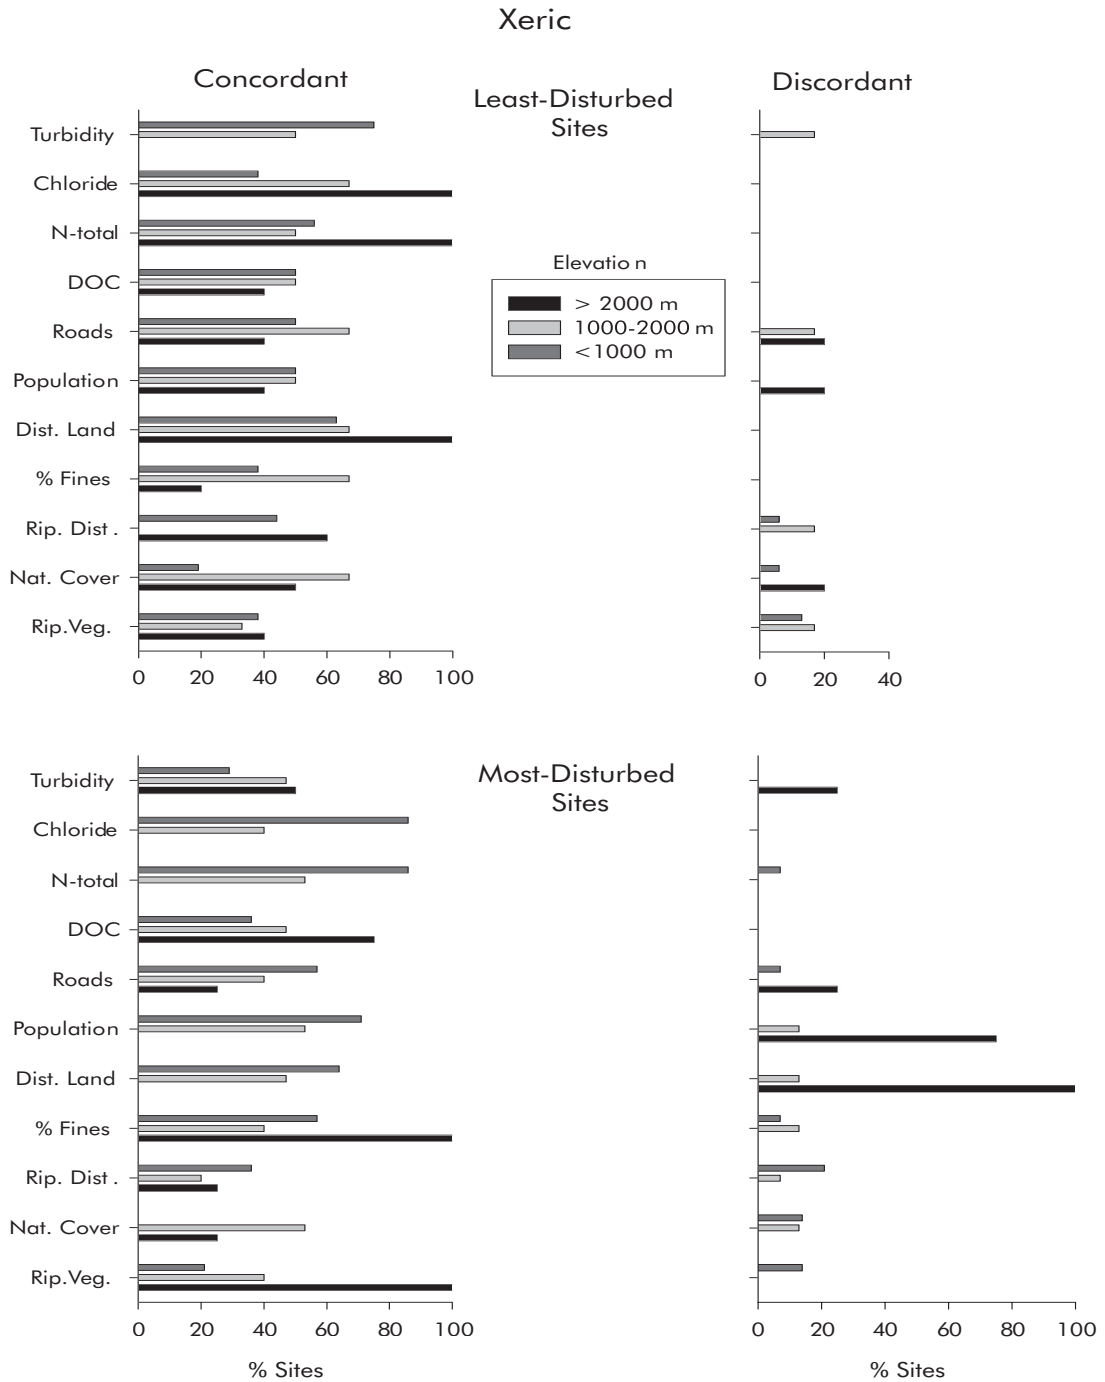 Xeric
Concordant
Discordant
Least-Disturbed
Sites
Turbidity
Chloride
N-total
DOC
Roads
Population
Dist. Land
% Fines
Rip. Dist .
Nat. Cover
Rip.Veg.
Elevatio n
> 2000 m
1000-2000 m
<1000 m
0 20 40 60 80 100
0 20 40
Most-Disturbed
Sites
Turbidity
Chloride
N-total
DOC
Roads
Population
Dist. Land
% Fines
Rip. Dist .
Nat. Cover
Rip.Veg.
0 20 40 60 80 100
0 20 40 60 80 100
% Sites
% Sites